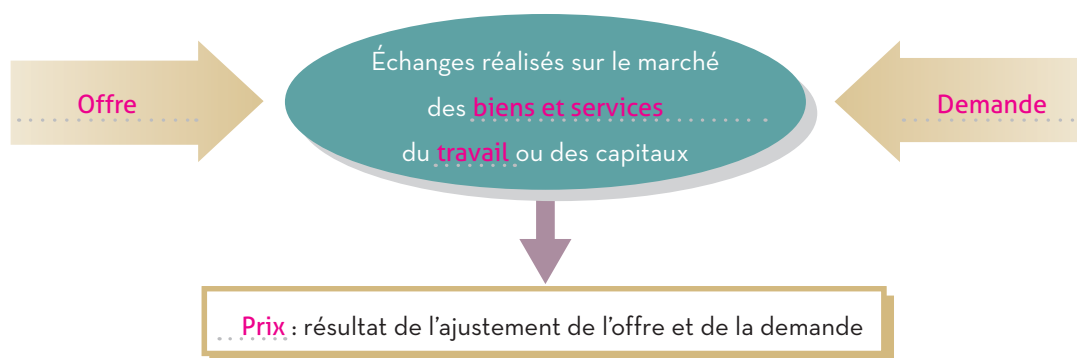 Échanges réalisés sur le marché
Offre
des biens et services
Demande
du travail ou des capitaux
Prix : résultat de l'ajustement de l'offre et de la demande